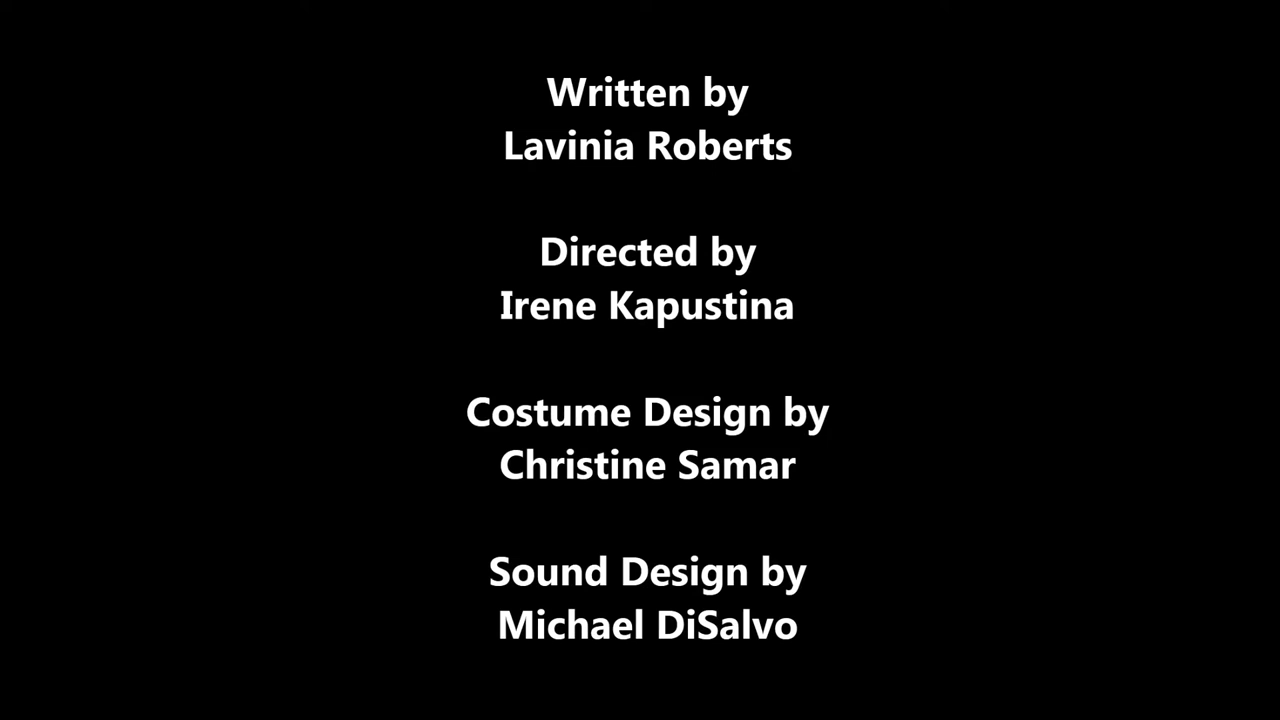 Written by
Lavinia Roberts
Directed by
Irene Kapustina
Costume Design by
Christine Samar
Sound Design by
Michael DiSalvo